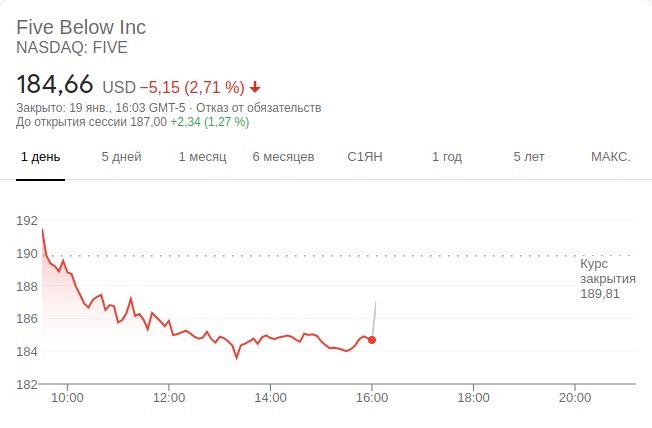 Five Below Inc
NASDAQ: FIVE
184,66 USD −5,15 (2,71 %)
Закрыто: 19 янв., 16:03 GMT-5 · Отказ от обязательств
До открытия сессии 187,00 +2,34 (1,27 %)
1 день 5 дней 1 месяц 6 месяцев С1ЯН 1 год 5 лет МАКС.
192
190
Курс
закрытия
189,81
188
186
184
182
10:00 12:00 14:00 16:00 18:00 20:00